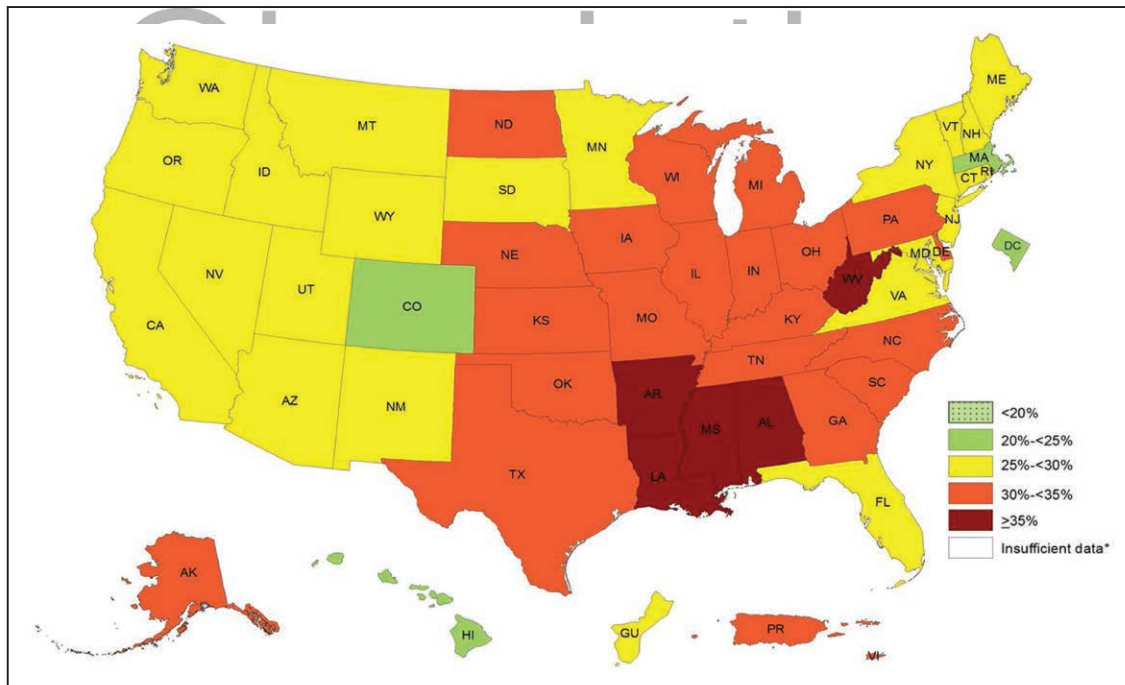 WA
MT
ND
MN
ME
VT
NH
OR
ID
SD
WI
MI
NY
MA
CT
RI
WY
IA
PA
NJ
NE
NV
UT
CO
IL
IN
OH
MD
DE
DC
WV
VA
CA
KS
MO
KY
NC
TN
AZ
NM
OK
AR
SC
MS
AL
GA
TX
LA
FL
<20%
20%-<25%
25%-<30%
30%-<35%
≥35%
Insufficient data*
AK
HI
GU
PR
VI